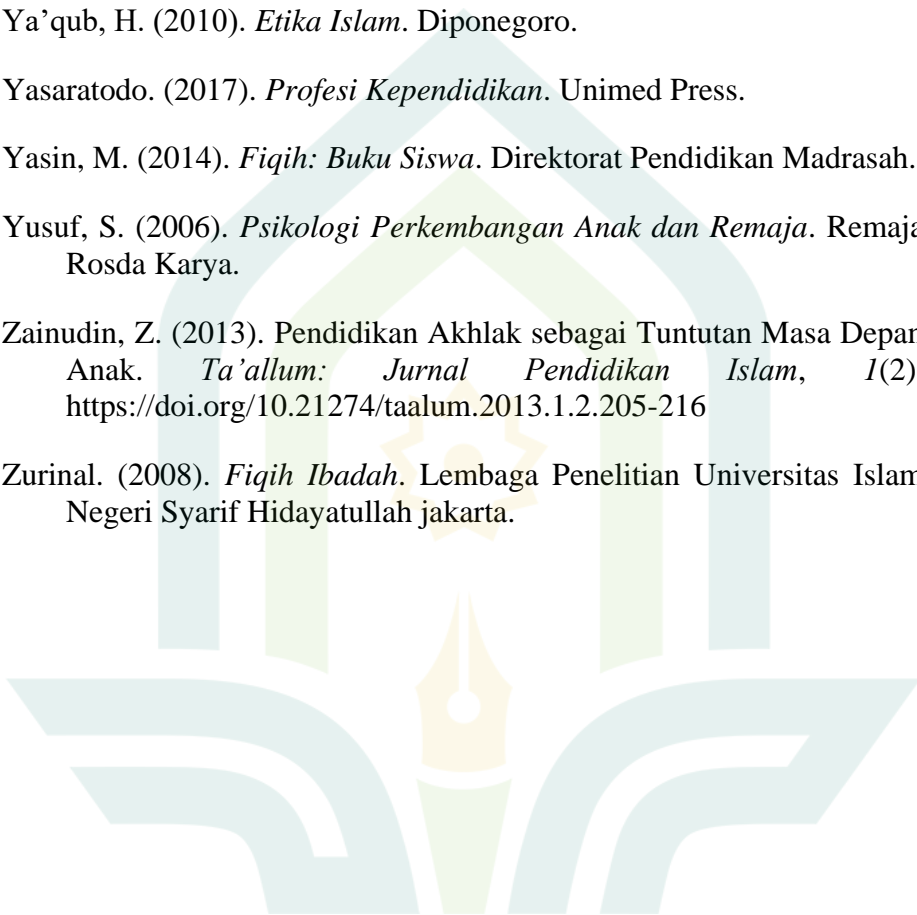 Ya’qub, H. (2010). Etika Islam. Diponegoro.
Yasaratodo. (2017). Profesi Kependidikan. Unimed Press.
Yasin, M. (2014). Fiqih: Buku Siswa. Direktorat Pendidikan Madrasah.
Yusuf, S. (2006). Psikologi Perkembangan Anak dan Remaja. Remaja
Rosda Karya.
Zainudin, Z. (2013). Pendidikan Akhlak sebagai Tuntutan Masa Depan
Anak. Ta’allum: Jurnal Pendidikan Islam, 1(2)
https://doi.org/10.21274/taalum.2013.1.2.205-216
Zurinal. (2008). Fiqih Ibadah. Lembaga Penelitian Universitas Islam
Negeri Syarif Hidayatullah jakarta.